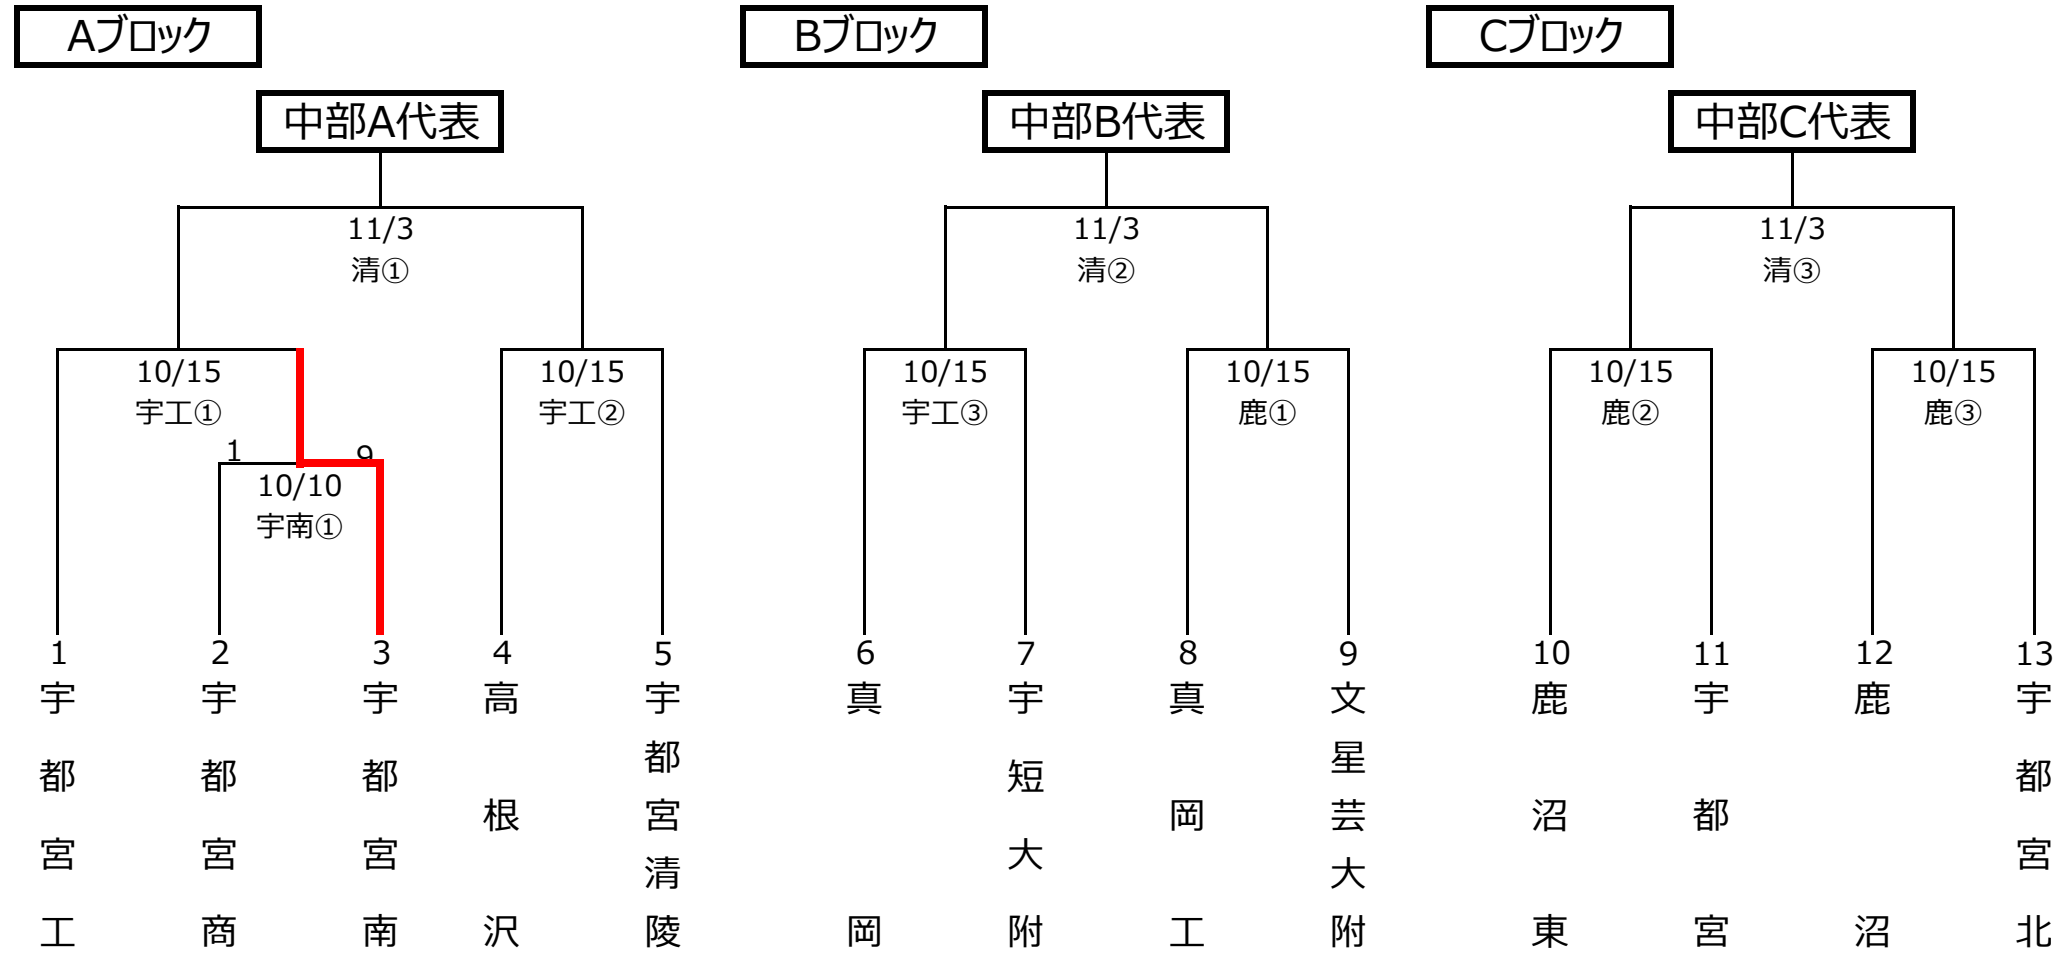 Aブロック
中部A代表
11/3
清①
10/15
宇工①
10/15
宇工②
1
9
10/10
宇南①
1
宇都宮工
2
宇都宮商
3
宇都宮南
4
高根沢
5
宇都宮清陵
Bブロック
中部B代表
11/3
清②
10/15
宇工③
10/15
鹿①
6
真岡
7
宇短大附
8
真岡工
9
文星芸大附
Cブロック
中部C代表
11/3
清③
10/15
鹿②
10/15
鹿③
10
鹿沼東
11
宇都宮
12
鹿沼
13
宇都宮北